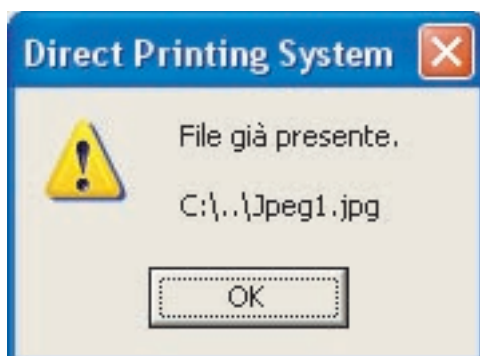 Direct Printing System
File già presente.
C:\..\Jpeg1.jpg
OK